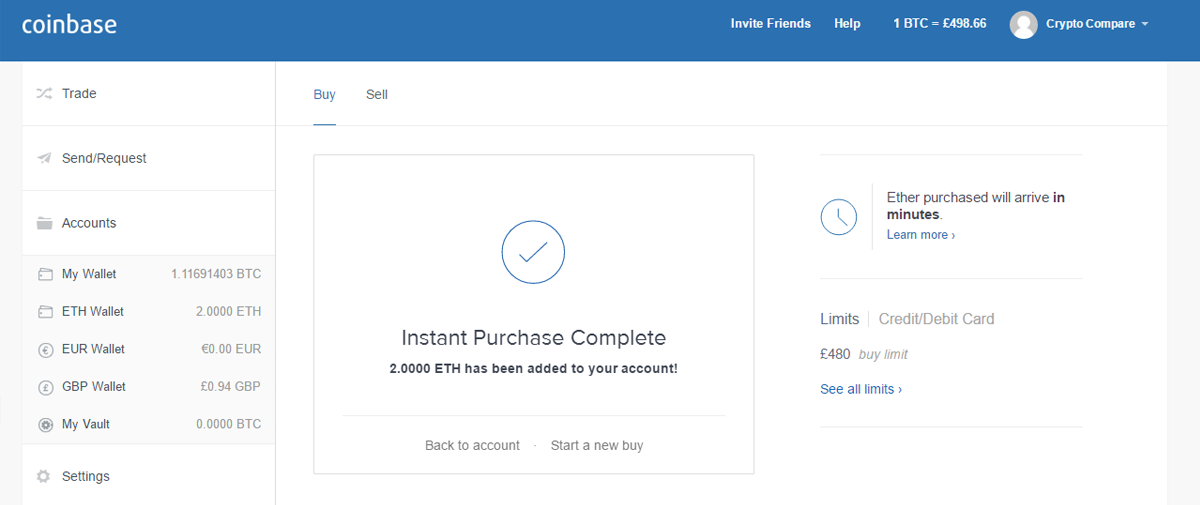 coinbase
Invite Friends Help 1 BTC = £498.66 Crypto Compare
Trade
Send/Request
Accounts
My Wallet 1.11691403 BTC
ETH Wallet 2.0000 ETH
EUR Wallet €0.00 EUR
GBP Wallet £0.94 GBP
My Vault 0.0000 BTC
Settings
Buy Sell
Instant Purchase Complete
2.0000 ETH has been added to your account!
Back to account · Start a new buy
Ether purchased will arrive in
minutes.
Learn more ›
Limits Credit/Debit Card
£480 buy limit
See all limits ›